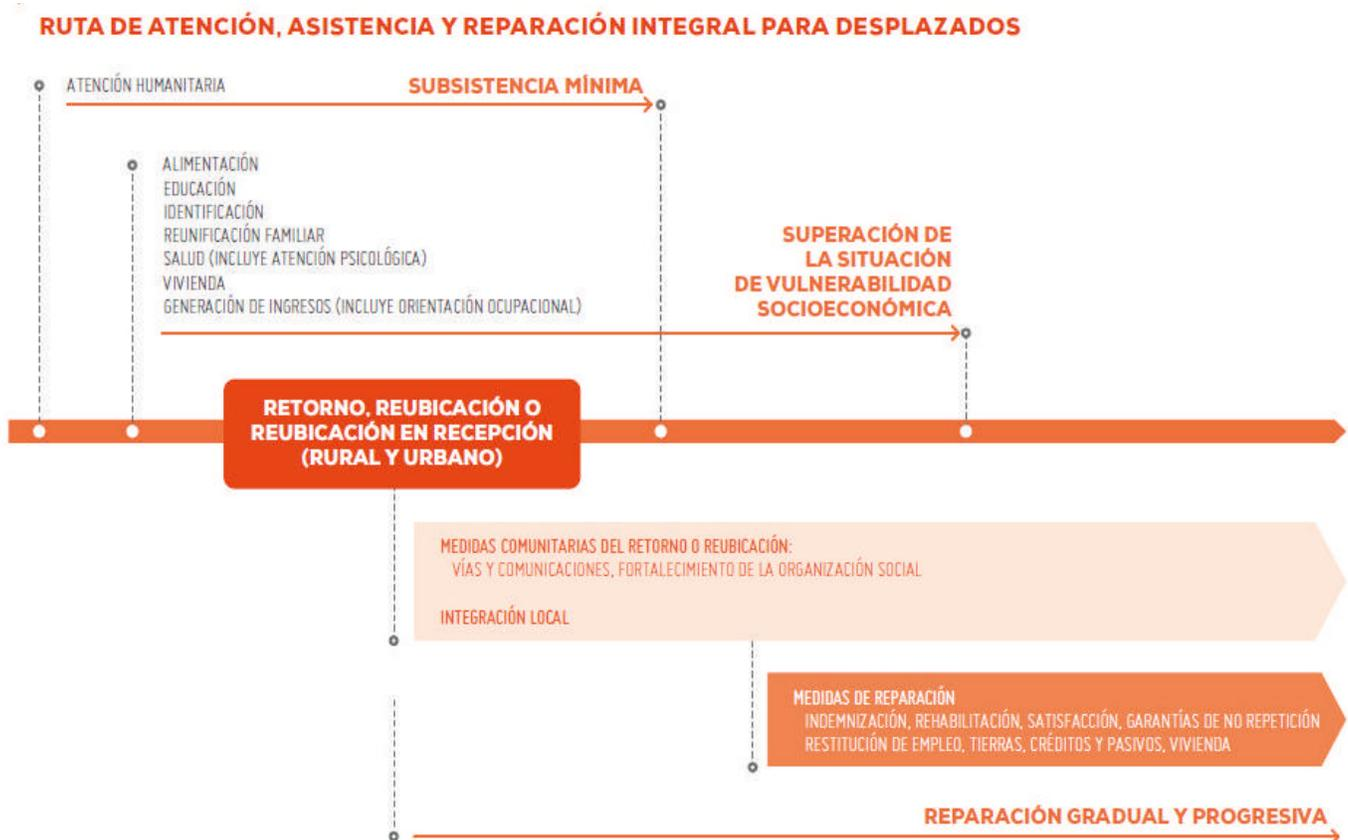 RUTA DE ATENCIÓN, ASISTENCIA Y REPARACIÓN INTEGRAL PARA DESPLAZADOS
ATENCIÓN HUMANITARIA
SUBSISTENCIA MÍNIMA
ALIMENTACIÓN
EDUCACIÓN
IDENTIFICACIÓN
REUNIFICACIÓN FAMILIAR
SALUD (INCLUYE ATENCIÓN PSICOLÓGICA)
VIVIENDA
GENERACIÓN DE INGRESOS (INCLUYE ORIENTACIÓN OCUPACIONAL)
SUPERACIÓN DE
LA SITUACIÓN
DE VULNERABILIDAD
SOCIOECONÓMICA
RETORNO, REUBICACIÓN O
REUBICACIÓN EN RECEPCIÓN
(RURAL Y URBANO)
MEDIDAS COMUNITARIAS DEL RETORNO O REUBICACIÓN:
VÍAS Y COMUNICACIONES, FORTALECIMIENTO DE LA ORGANIZACIÓN SOCIAL
INTEGRACIÓN LOCAL
MEDIDAS DE REPARACIÓN
INDEMNIZACIÓN, REHABILITACIÓN, SATISFACCIÓN, GARANTÍAS DE NO REPETICIÓN
RESTITUCIÓN DE EMPLEO, TIERRAS, CRÉDITOS Y PASIVOS, VIVIENDA
REPARACIÓN GRADUAL Y PROGRESIVA